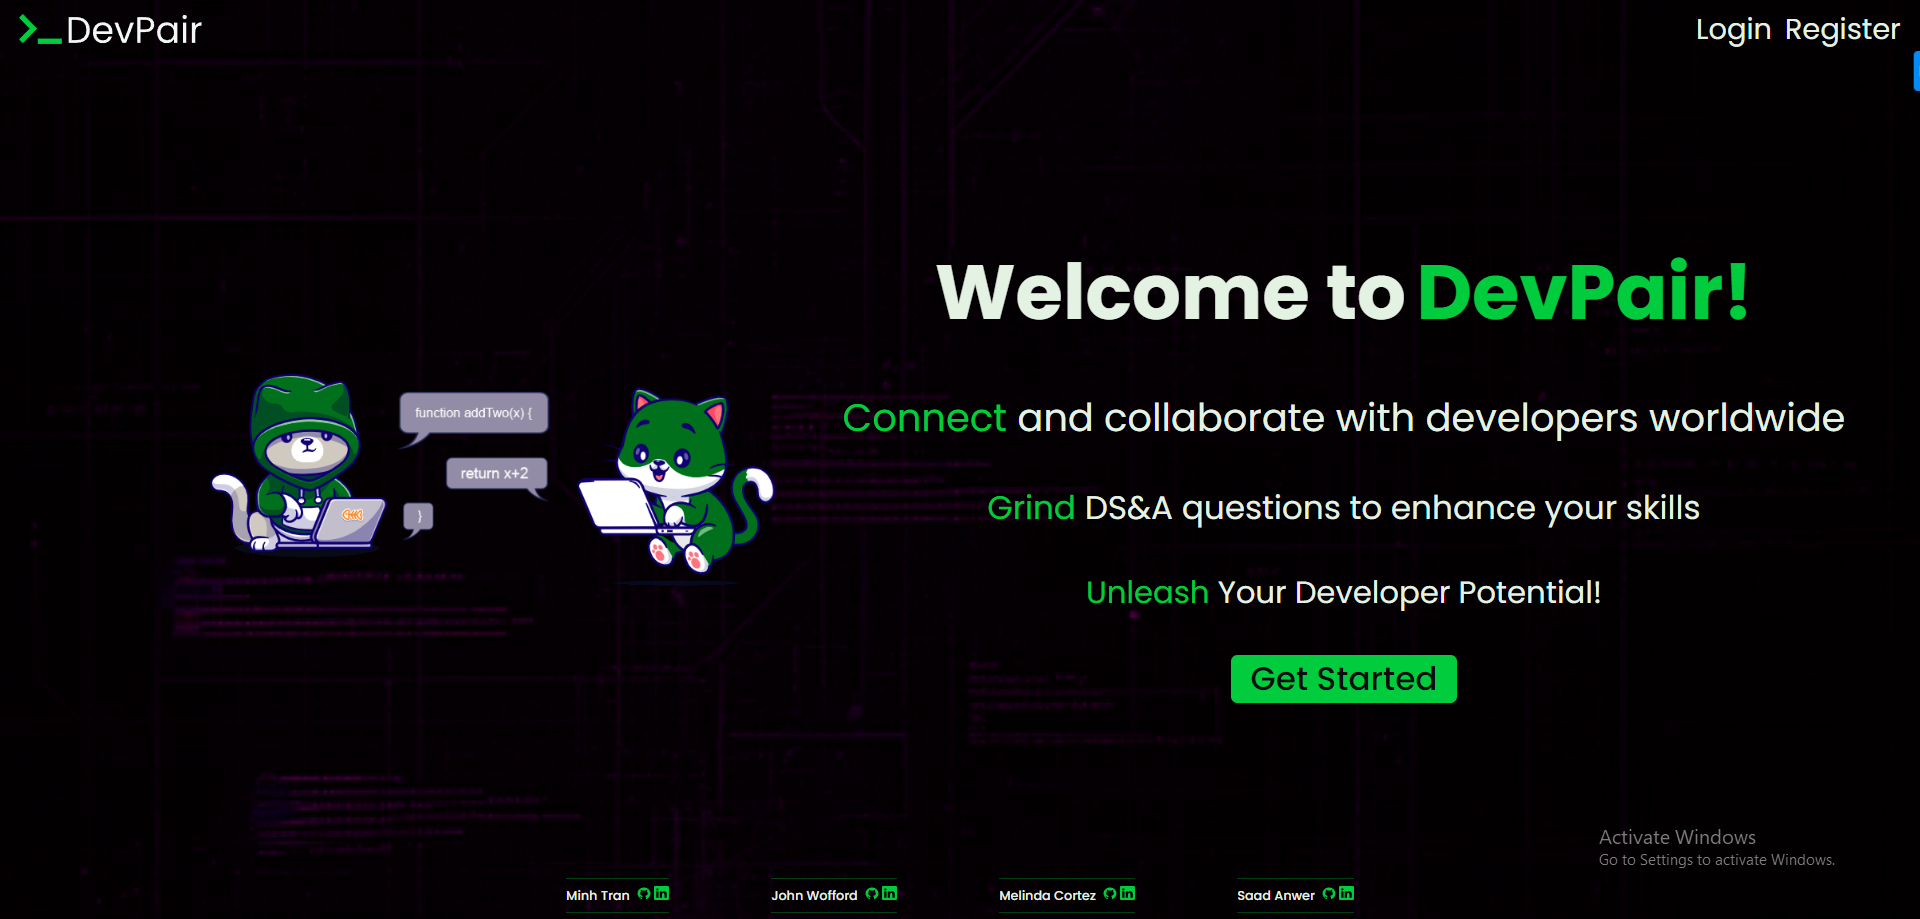 DevPair
Login Register
Welcome to DevPair!
Connect and collaborate with developers worldwide
Grind DS&A questions to enhance your skills
Unleash Your Developer Potential!
Get Started
function addTwo(x) {
return x+2
}
Activate Windows
Go to Settings to activate Windows.
Minh Tran
John Wofford
Melinda Cortez
Saad Anwer